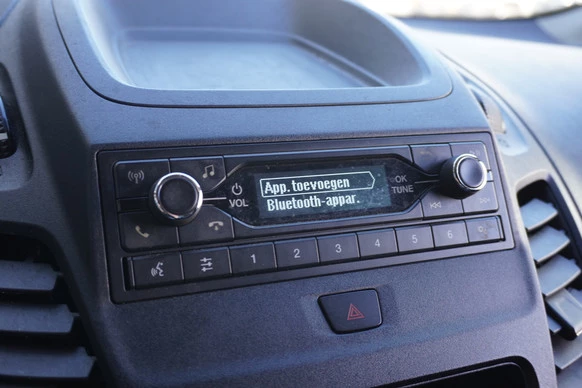 App. toevoegen
Bluetooth-appar.
VOL
OK
TUNE
1 2 3 4 5 6